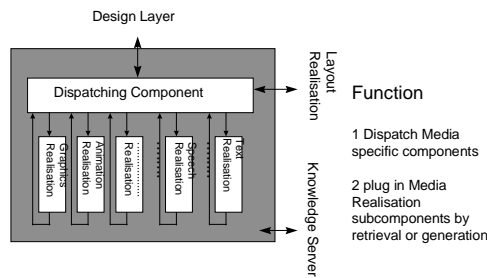 Design Layer
Dispatching Component
Graphics
Realisation
Animation
Realisation
...................
Realisation
Speech
Realisation
Text
Realisation
Layout
Realisation
Knowledge Server
Function
1 Dispatch Media
specific components
2 plug in Media
Realisation
subcomponents by
retrieval or generation